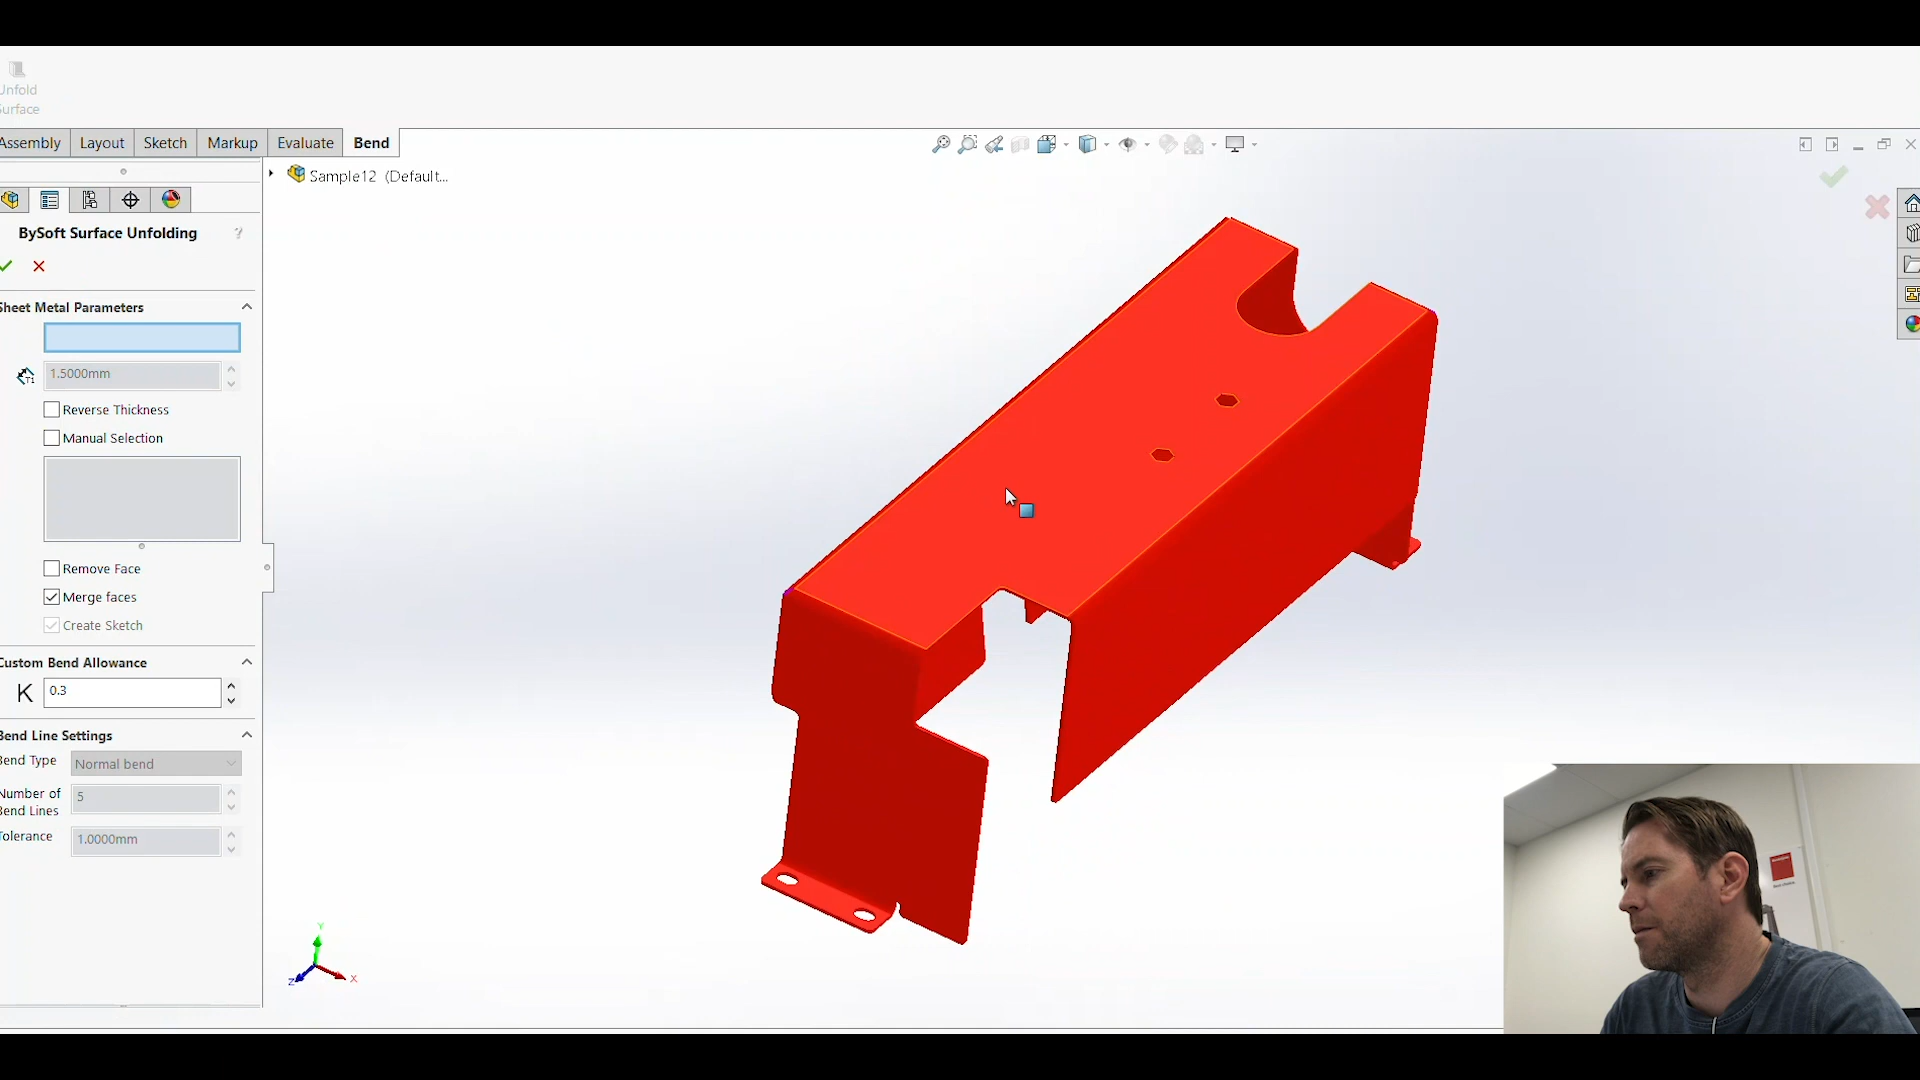 Unfold
Surface
Assembly Layout Sketch Markup Evaluate Bend
Sample12 (Default...
BySoft Surface Unfolding ?
Sheet Metal Parameters
T1 1.5000mm
Reverse Thickness
Manual Selection
Remove Face
Merge faces
Create Sketch
Custom Bend Allowance
K 0.3
Bend Line Settings
Bend Type Normal bend
Number of
Bend Lines 5
Tolerance 1.0000mm
Y
Z X